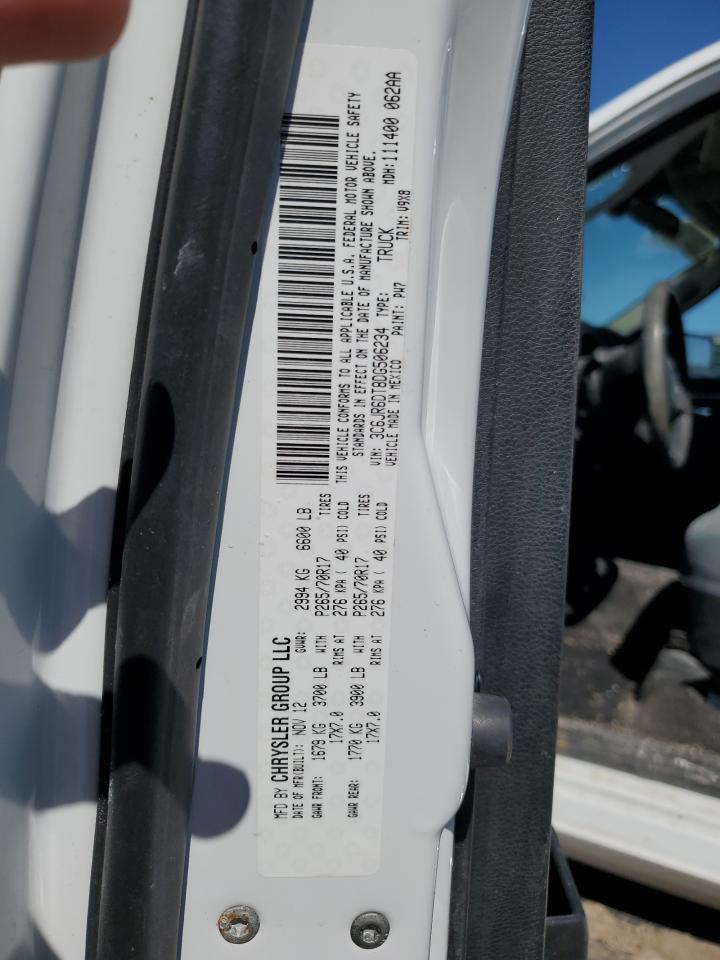 MFD BY CHRYSLER GROUP LLC
DATE OF MFR(BUILT): NOV 12 GVWR: 2994 KG 6600 LB
GAWR FRONT: 1679 KG 3700 LB WITH P265/70R17 TIRES
17X7.0 RIMS AT 276 KPA ( 40 PSI) COLD
GAWR REAR: 1770 KG 3900 LB WITH P265/70R17 TIRES
17X7.0 RIMS AT 276 KPA ( 40 PSI) COLD
THIS VEHICLE CONFORMS TO ALL APPLICABLE U.S.A. FEDERAL MOTOR VEHICLE SAFETY
STANDARDS IN EFFECT ON THE DATE OF MANUFACTURE SHOWN ABOVE.
VIN: 3C6JR6DT8DG506234 TYPE: TRUCK MDH: 111400 062AA
VEHICLE MADE IN MEXICO PAINT: PW7 TRIM: V9X8